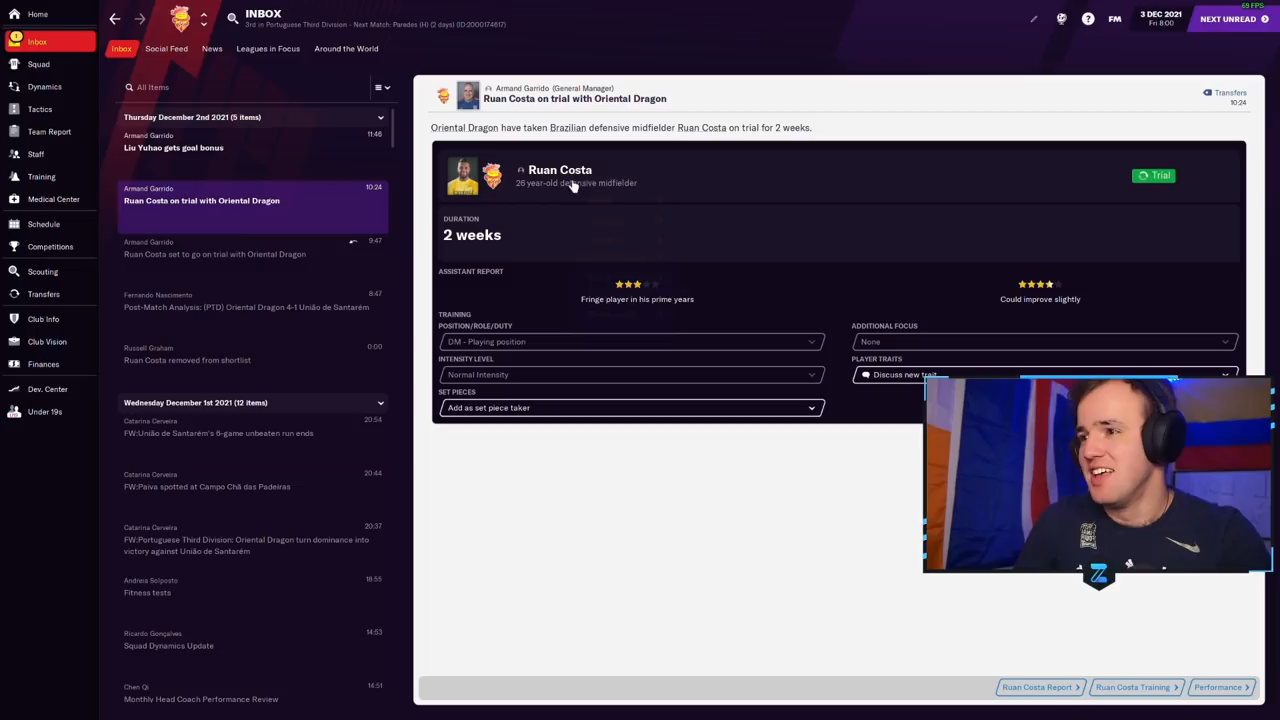 69 FPS
Home
1
Inbox
Squad
Dynamics
Tactics
Team Report
Staff
Training
Medical Center
Schedule
Competitions
Scouting
Transfers
Club Info
Club Vision
Finances
Dev. Center
Under 19s
INBOX
3rd in Portuguese Third Division - Next Match: Paredes (H) (2 days) (ID:2000174617)
FM
3 DEC 2021
Fri 8:00
NEXT UNREAD
Inbox
Social Feed
News
Leagues in Focus
Around the World
All Items
Thursday December 2nd 2021 (5 items)
Armand Garrido
11:46
Liu Yuhao gets goal bonus
Armand Garrido
10:24
Ruan Costa on trial with Oriental Dragon
Armand Garrido
9:47
Ruan Costa set to go on trial with Oriental Dragon
Fernando Nascimento
8:47
Post-Match Analysis: (PTD) Oriental Dragon 4-1 União de Santarém
Russell Graham
0:00
Ruan Costa removed from shortlist
Wednesday December 1st 2021 (12 items)
Catarina Cerveira
20:54
FW:União de Santarém's 6-game unbeaten run ends
Catarina Cerveira
20:44
FW:Paiva spotted at Campo Chã das Padeiras
Catarina Cerveira
20:37
FW:Portuguese Third Division: Oriental Dragon turn dominance into
victory against União de Santarém
Andreia Solposto
18:55
Fitness tests
Ricardo Gonçalves
14:53
Squad Dynamics Update
Chen Qi
14:51
Monthly Head Coach Performance Review
Armand Garrido (General Manager)
Ruan Costa on trial with Oriental Dragon
Transfers
10:24
Oriental Dragon have taken Brazilian defensive midfielder Ruan Costa on trial for 2 weeks.
Ruan Costa
26 year-old defensive midfielder
Trial
DURATION
2 weeks
ASSISTANT REPORT
Fringe player in his prime years
Could improve slightly
TRAINING
POSITION/ROLE/DUTY
DM - Playing position
ADDITIONAL FOCUS
None
INTENSITY LEVEL
Normal Intensity
PLAYER TRAITS
Discuss new trait
SET PIECES
Add as set piece taker
Z
Ruan Costa Report
Ruan Costa Training
Performance